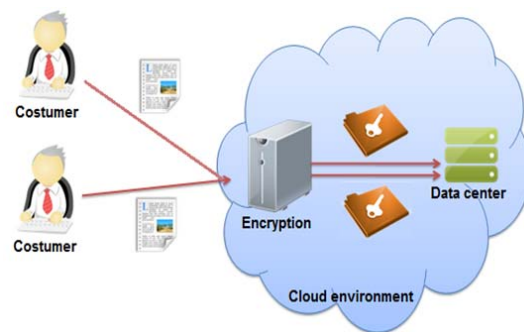 Costumer
Costumer
Encryption
Data center
Cloud environment